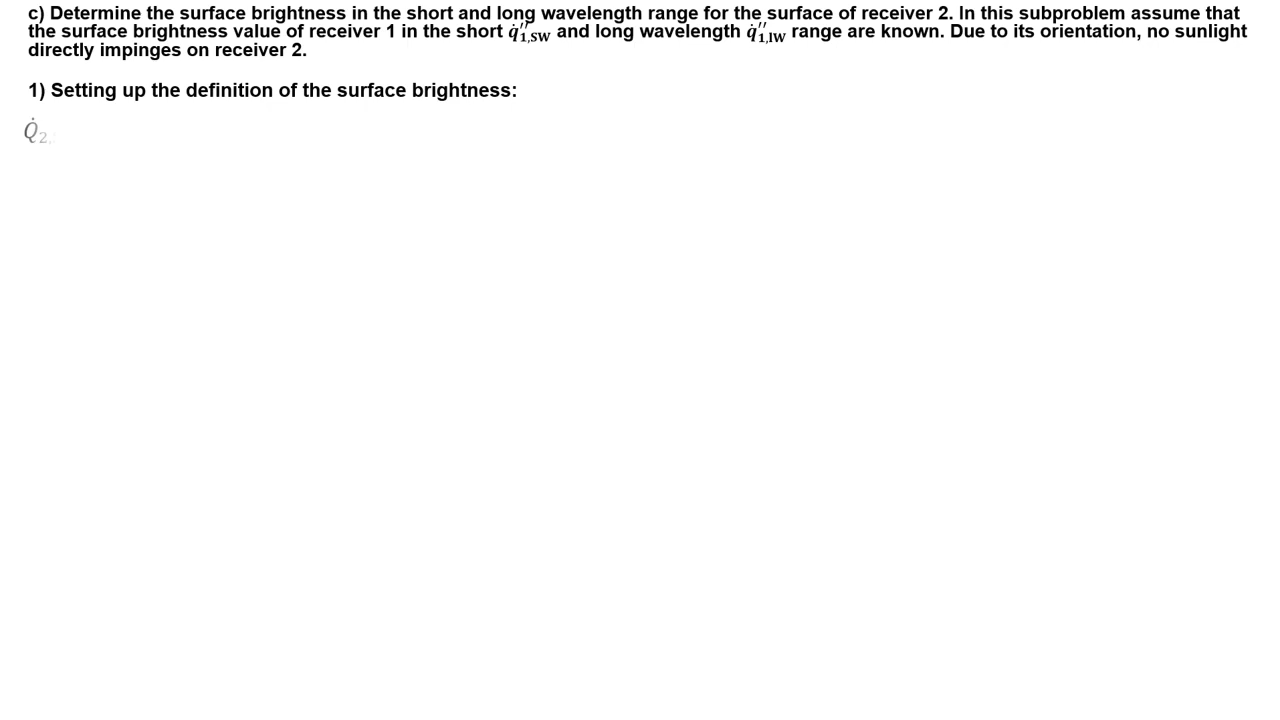 c) Determine the surface brightness in the short and long wavelength range for the surface of receiver 2. In this subproblem assume that
the surface brightness value of receiver 1 in the short q̇″₁,SW and long wavelength q̇″₁,lW range are known. Due to its orientation, no sunlight
directly impinges on receiver 2.
1) Setting up the definition of the surface brightness:
Q̇₂,